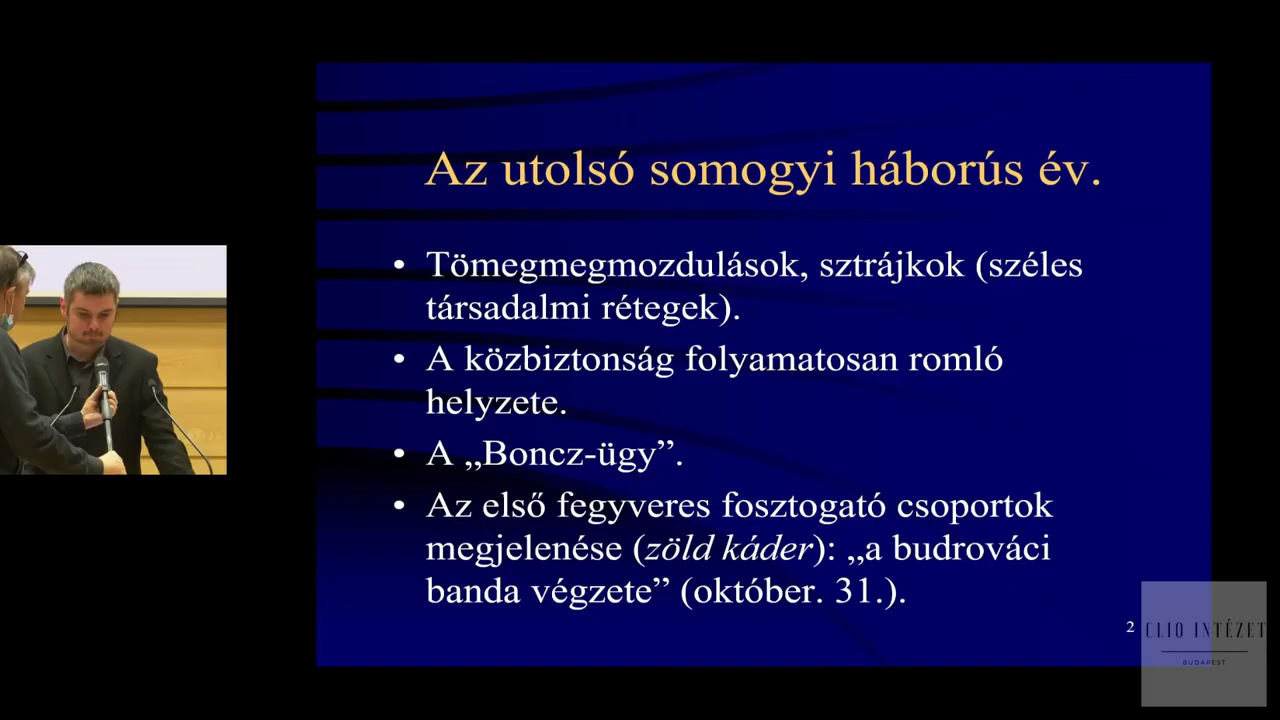 Az utolsó somogyi háborús év.
• Tömegmegmozdulások, sztrájkok (széles
társadalmi rétegek).
• A közbiztonság folyamatosan romló
helyzete.
• A „Boncz-ügy”.
• Az első fegyveres fosztogató csoportok
megjelenése (zöld káder): „a budrováci
banda végzete” (október. 31.).
2
CLIO INTÉZET
BUDAPEST